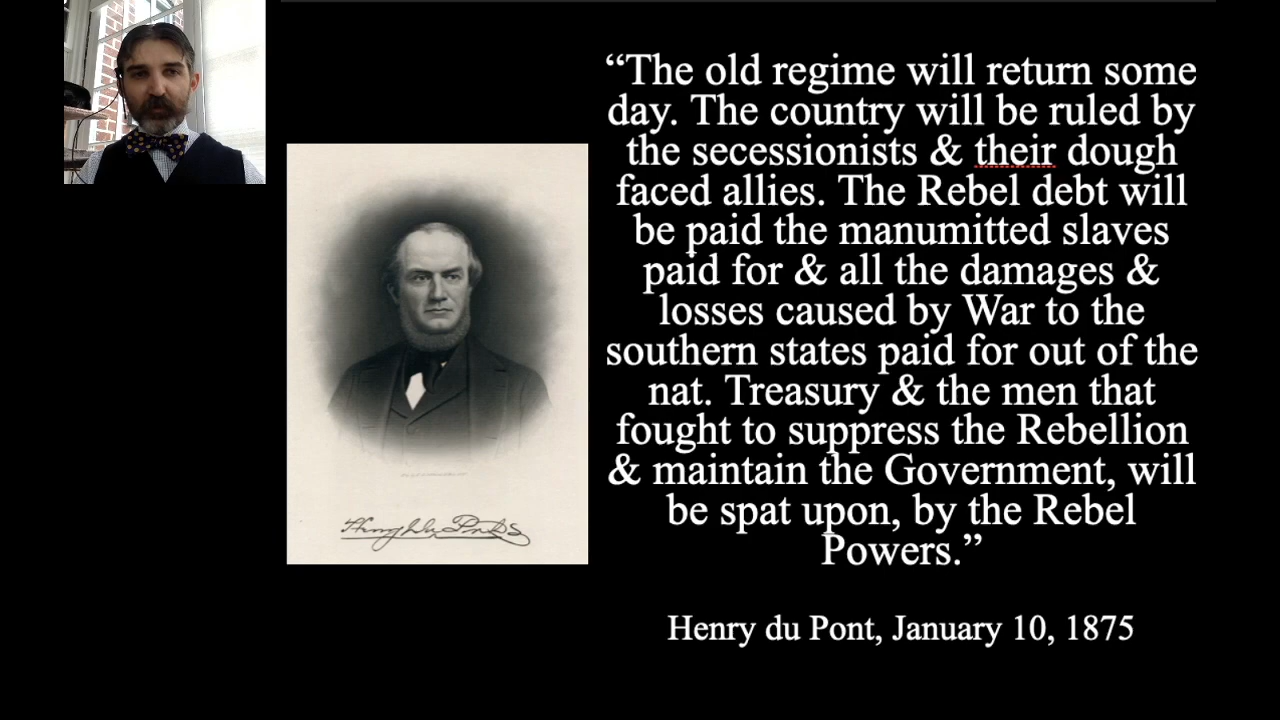 “The old regime will return some
day. The country will be ruled by
the secessionists & their dough
faced allies. The Rebel debt will
be paid the manumitted slaves
paid for & all the damages &
losses caused by War to the
southern states paid for out of the
nat. Treasury & the men that
fought to suppress the Rebellion
& maintain the Government, will
be spat upon, by the Rebel
Powers.”
Henry du Pont, January 10, 1875